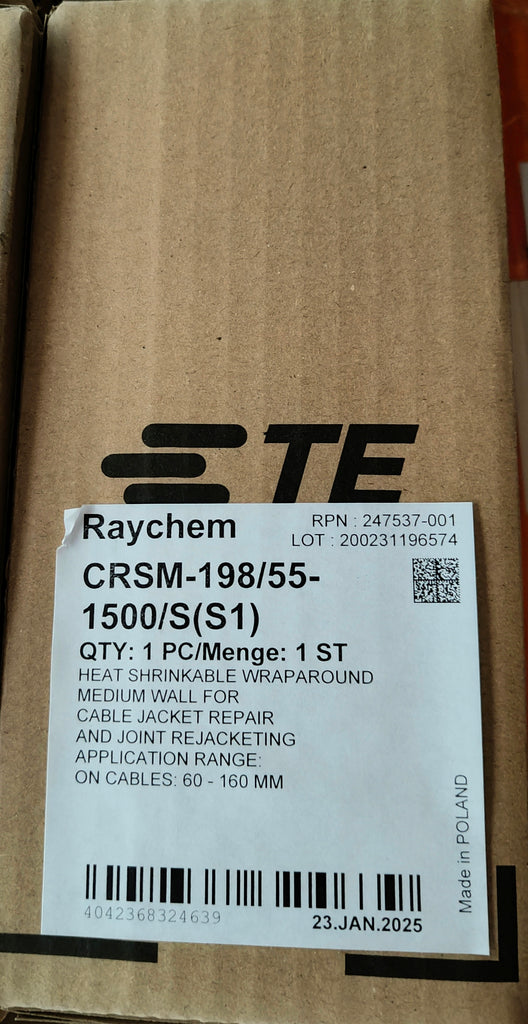 TE
Raychem
RPN : 247537-001
LOT : 200231196574
CRSM-198/55-
1500/S(S1)
QTY: 1 PC/Menge: 1 ST
HEAT SHRINKABLE WRAPAROUND
MEDIUM WALL FOR
CABLE JACKET REPAIR
AND JOINT REJACKETING
APPLICATION RANGE:
ON CABLES: 60 - 160 MM
Made in POLAND
4042368324639
23.JAN.2025